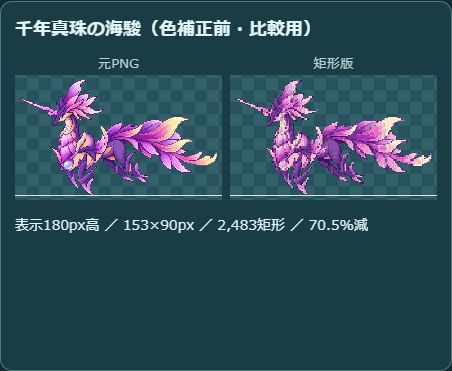 千年真珠の海駿（色補正前・比較用）
元PNG
矩形版
表示180px高 ／ 153×90px ／ 2,483矩形 ／ 70.5%減